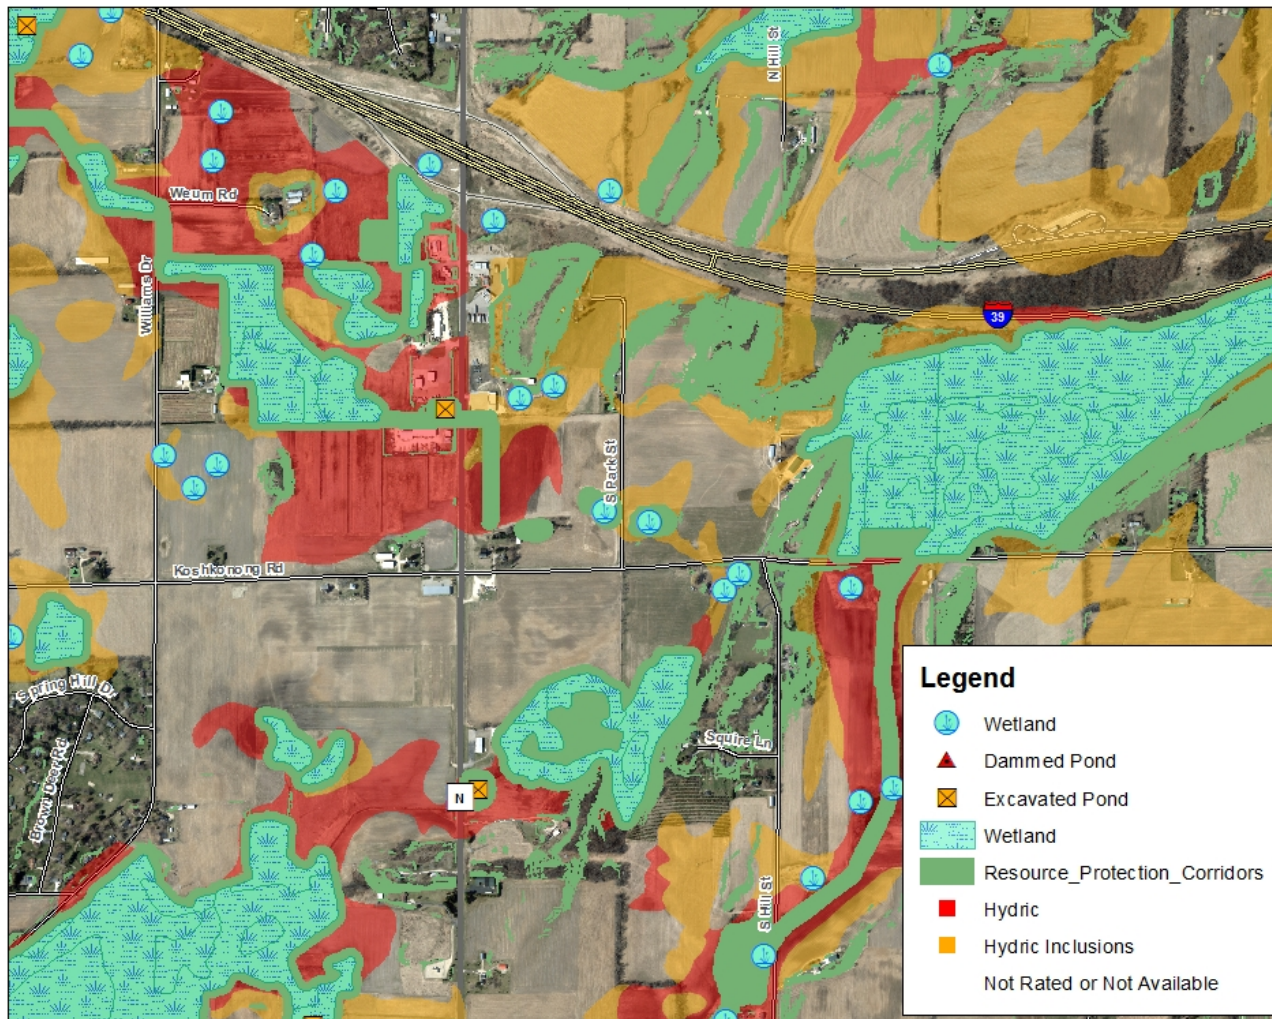 N Hill St
Weum Rd
Williams Dr
39
S Park St
Koshkonong Rd
Spring Hill Dr
Brown Deer Rd
Squire Ln
N
S Hill St
Legend
Wetland
Dammed Pond
Excavated Pond
Wetland
Resource_Protection_Corridors
Hydric
Hydric Inclusions
Not Rated or Not Available